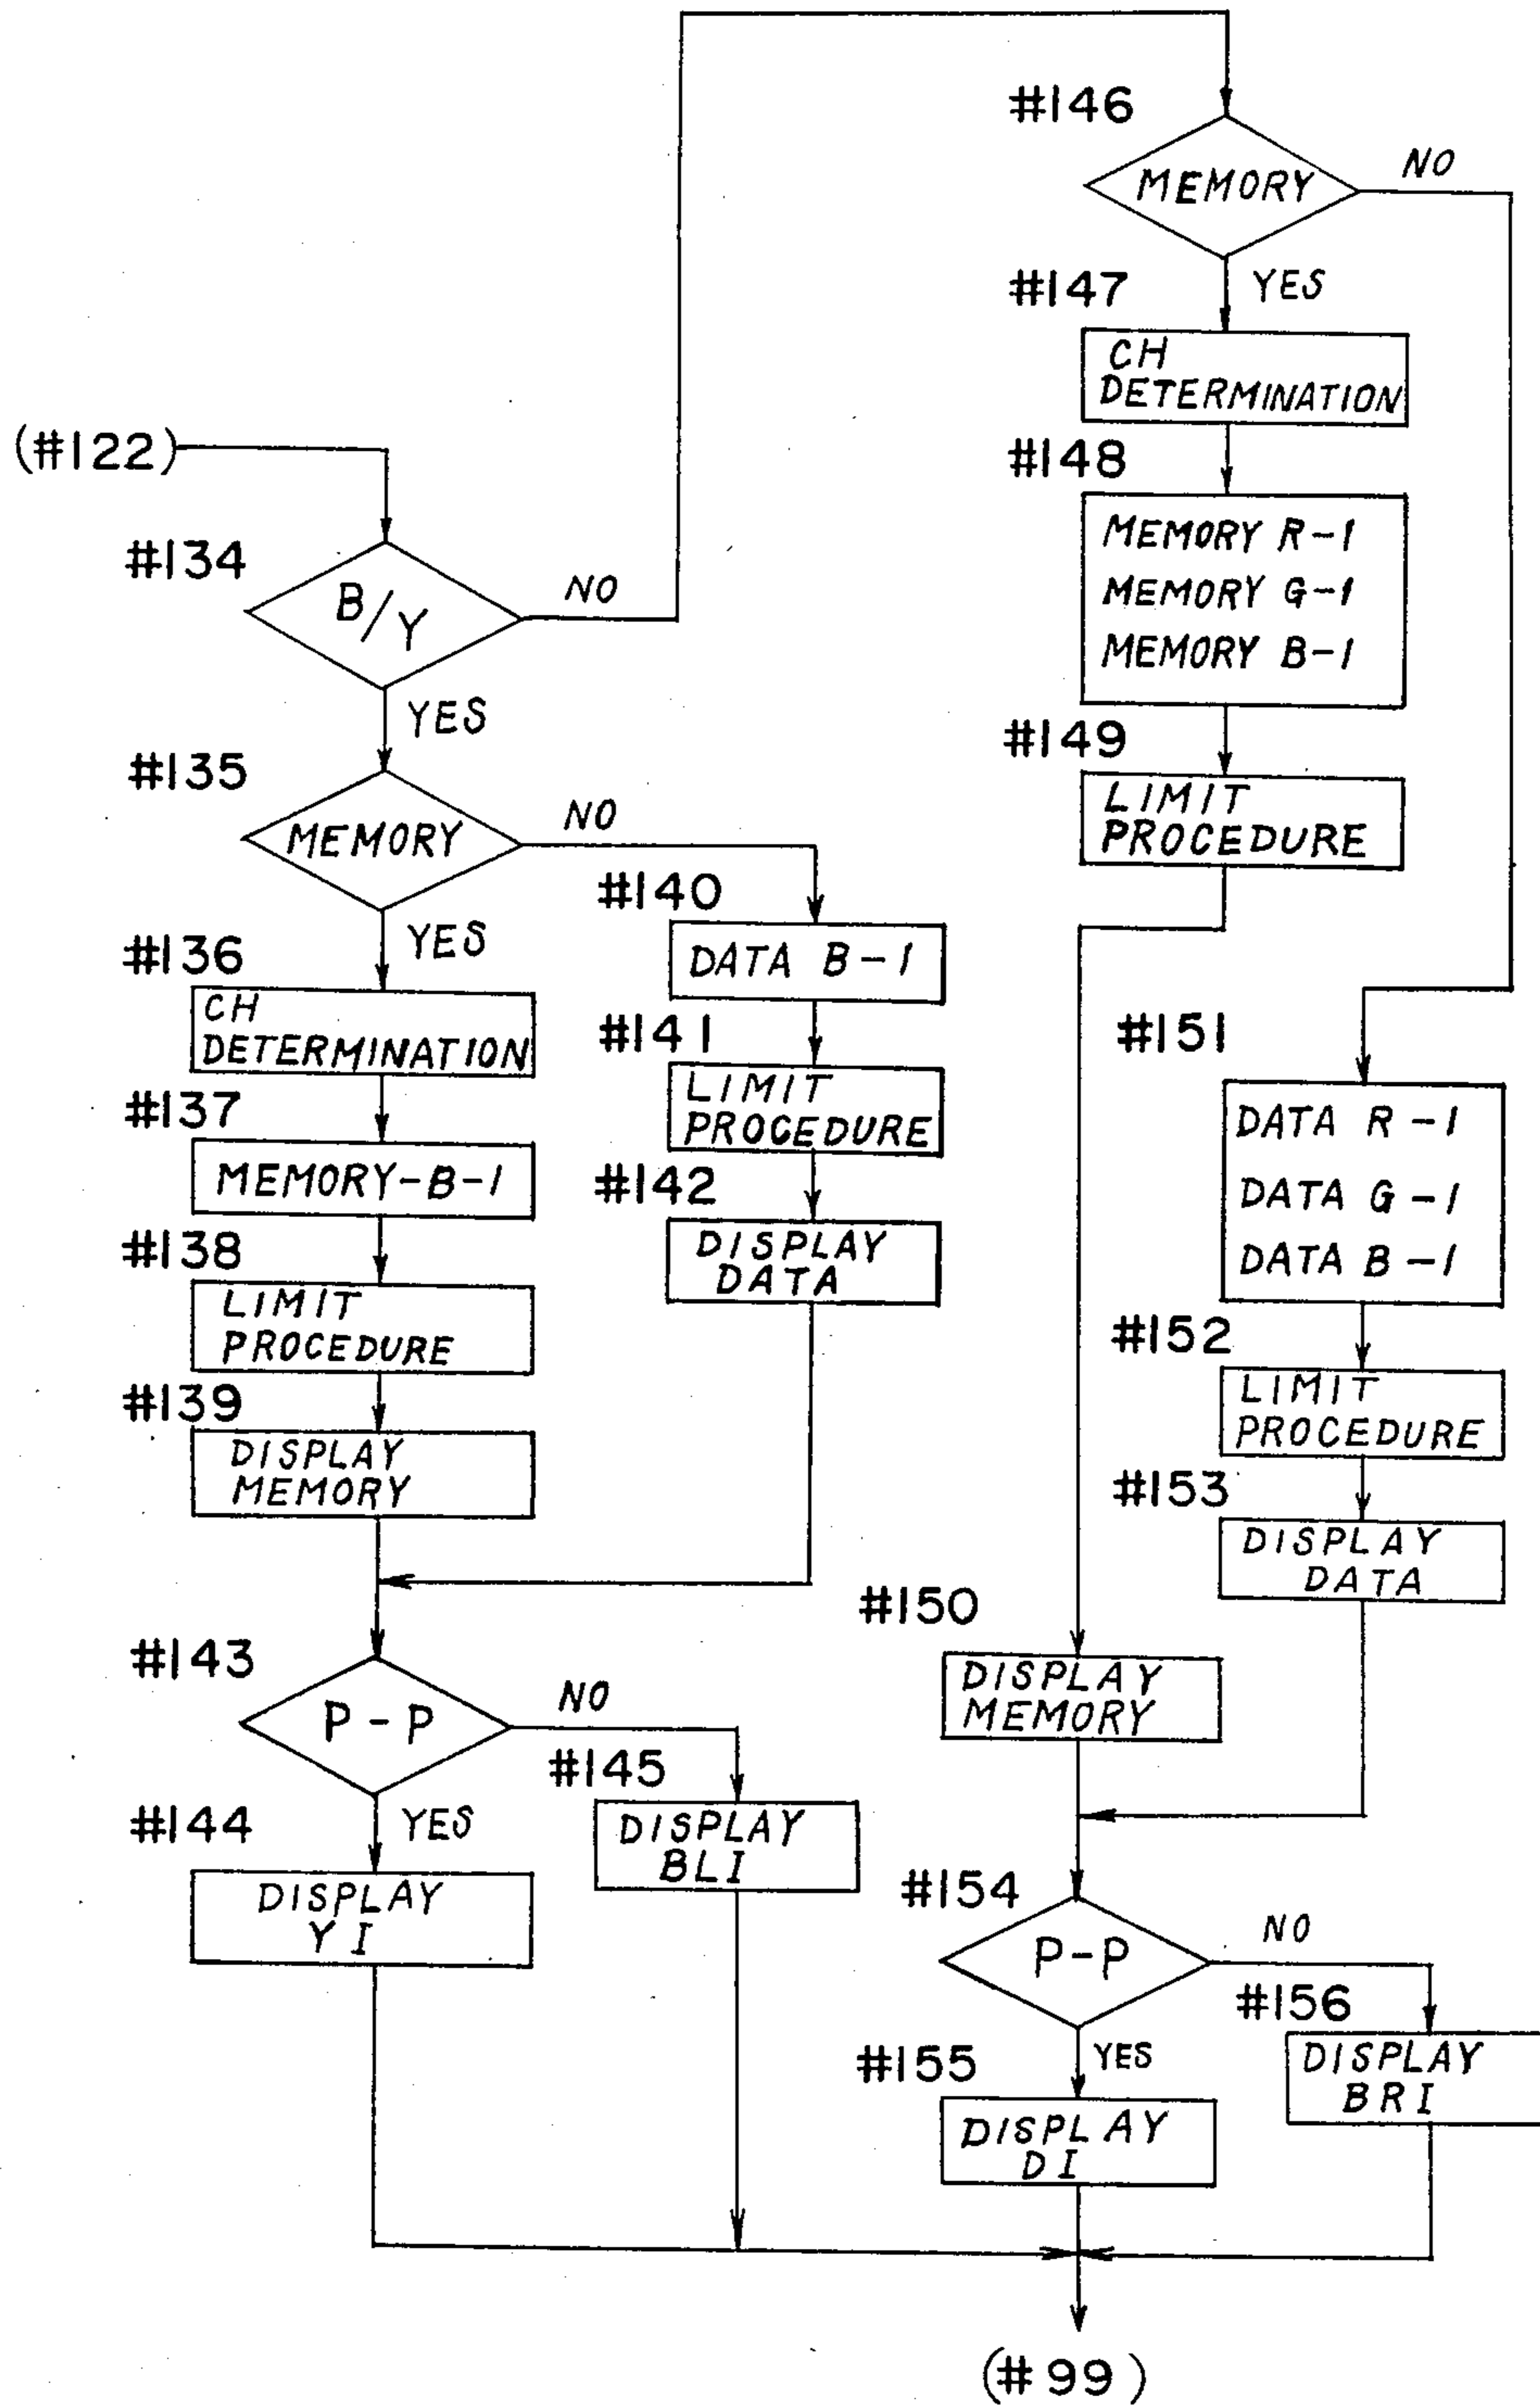 (#122)
#134
B/Y
NO
YES
#135
MEMORY
NO
YES
#136
CH
DETERMINATION
#137
MEMORY-B-1
#138
LIMIT
PROCEDURE
#139
DISPLAY
MEMORY
#140
DATA B-1
#141
LIMIT
PROCEDURE
#142
DISPLAY
DATA
#143
P-P
NO
YES
#144
DISPLAY
YI
#145
DISPLAY
BLI
#146
MEMORY
NO
YES
#147
CH
DETERMINATION
#148
MEMORY R-1
MEMORY G-1
MEMORY B-1
#149
LIMIT
PROCEDURE
#150
DISPLAY
MEMORY
#151
DATA R-1
DATA G-1
DATA B-1
#152
LIMIT
PROCEDURE
#153
DISPLAY
DATA
#154
P-P
NO
YES
#155
DISPLAY
DI
#156
DISPLAY
BRI
(#99)